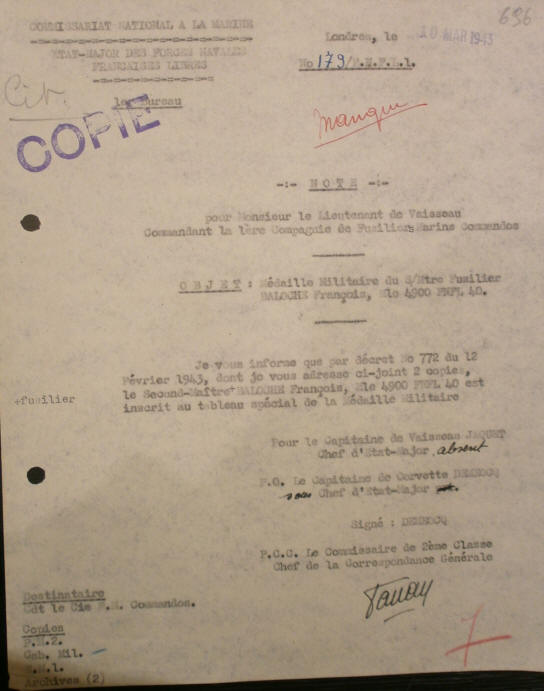 696
COMMISSARIAT NATIONAL A LA MARINE
ETAT-MAJOR DES FORCES NAVALES
FRANCAISES LIBRES
1er Bureau
Londres, le 10 MAR 1943
No 179/E.M.F.L.1.
COPIE
-:- NOTE -:-
pour Monsieur le Lieutenant de Vaisseau
Commandant la 1ère Compagnie de Fusiliers Marins Commandos
OBJET : Médaille Militaire du S/Mtre Fusilier
BALOCHE François, Mle 4900 FNFL 40.
Je vous informe que par décret No 772 du 12
Février 1943, dont je vous adresse ci-joint 2 copies,
le Second-Maître+ BALOCHE François, Mle 4900 FNFL 40 est
inscrit au tableau spécial de la Médaille Militaire
+fusilier
Pour le Capitaine de Vaisseau JAQUET
Chef d'Etat-Major absent
P.O. Le Capitaine de Corvette
sous Chef d'Etat-Major
Signé :
P.C.C. Le Commissaire de 2ème Classe
Chef de la Correspondance Générale
Destinataire
Cdt le Cie F.M. Commandos.
Copies
Cab. Mil.
Archives (2)